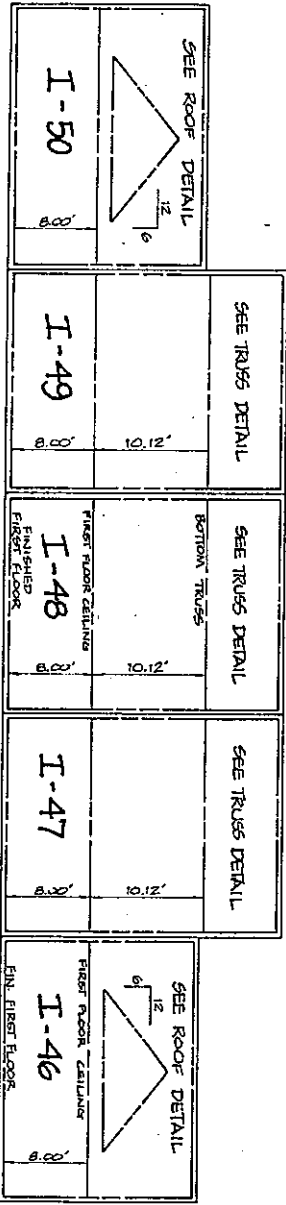 SEE ROOF DETAIL
12
6
I-50
8.00'
SEE TRUSS DETAIL
10.12'
I-49
8.00'
SEE TRUSS DETAIL
BOTTOM TRUSS
10.12'
FIRST FLOOR CEILING
I-48
8.00'
FINISHED
FIRST FLOOR
SEE TRUSS DETAIL
10.12'
I-47
8.00'
SEE ROOF DETAIL
12
6
FIRST FLOOR CEILING
I-46
8.00'
FIN. FIRST FLOOR